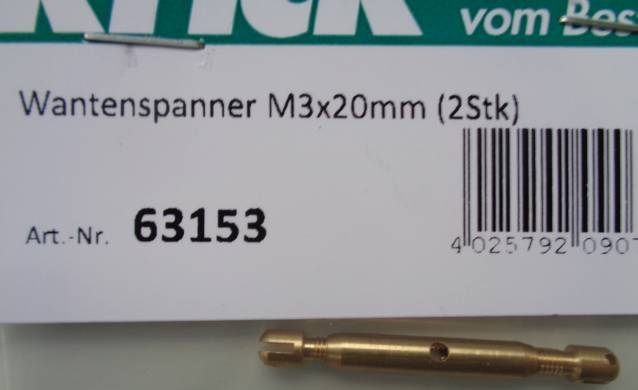 vom Bes
Wantenspanner M3x20mm (2Stk)
Art.-Nr. 63153
4 025792 090